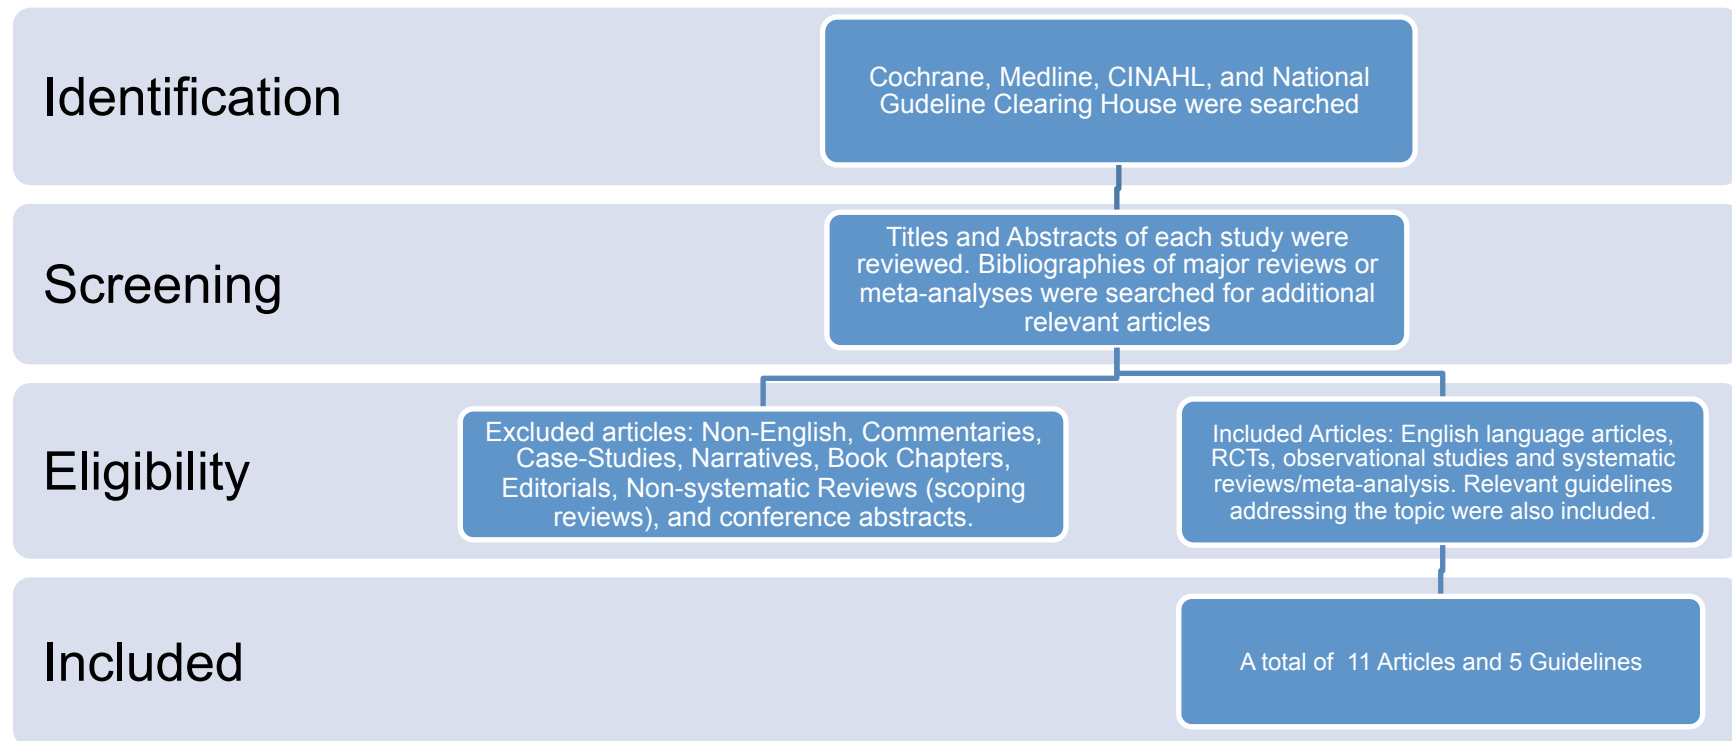 Identification
Cochrane, Medline, CINAHL, and National
Gudeline Clearing House were searched
Screening
Titles and Abstracts of each study were
reviewed. Bibliographies of major reviews or
meta-analyses were searched for additional
relevant articles
Eligibility
Excluded articles: Non-English, Commentaries,
Case-Studies, Narratives, Book Chapters,
Editorials, Non-systematic Reviews (scoping
reviews), and conference abstracts.
Included Articles: English language articles,
RCTs, observational studies and systematic
reviews/meta-analysis. Relevant guidelines
addressing the topic were also included.
Included
A total of 11 Articles and 5 Guidelines